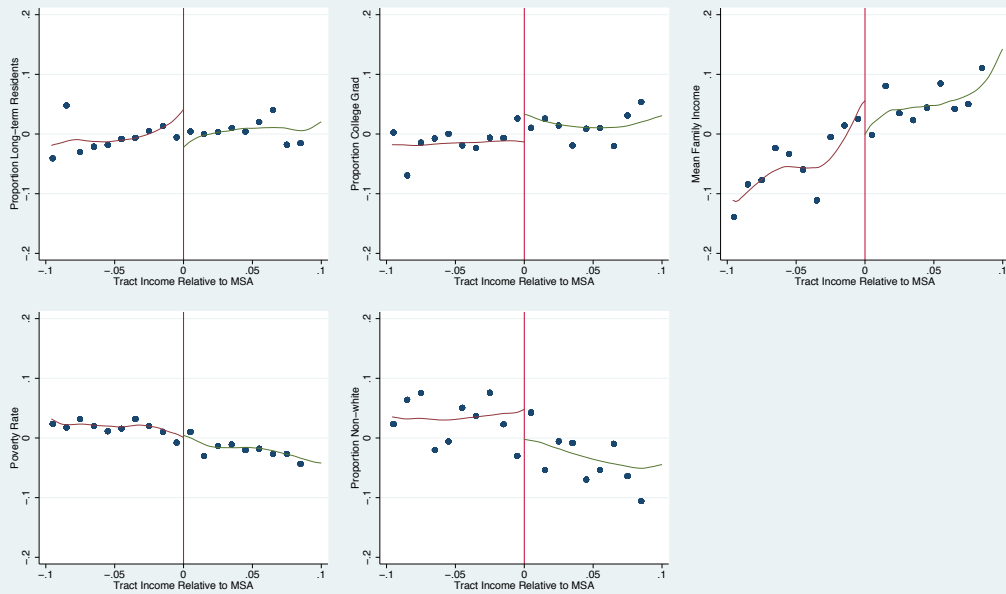 Proportion Long-term Residents
.2
.1
0
-.1
-.2
-.1 -.05 0 .05 .1
Tract Income Relative to MSA
Proportion College Grad
.2
.1
0
-.1
-.2
-.1 -.05 0 .05 .1
Tract Income Relative to MSA
Mean Family Income
.2
.1
0
-.1
-.2
-.1 -.05 0 .05 .1
Tract Income Relative to MSA
Poverty Rate
.2
.1
0
-.1
-.2
-.1 -.05 0 .05 .1
Tract Income Relative to MSA
Proportion Non-white
.2
.1
0
-.1
-.2
-.1 -.05 0 .05 .1
Tract Income Relative to MSA